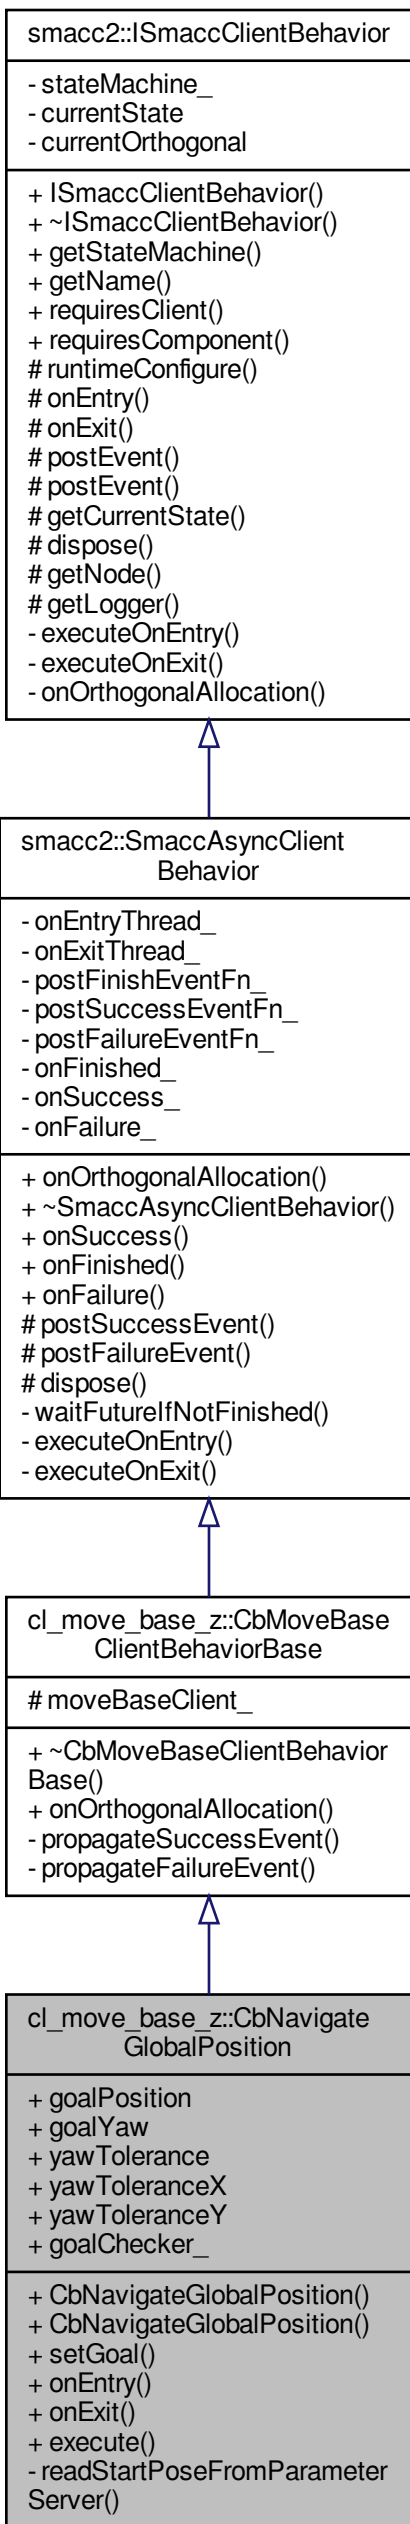 smacc2::ISmaccClientBehavior
- stateMachine_
- currentState
- currentOrthogonal
+ ISmaccClientBehavior()
+ ~ISmaccClientBehavior()
+ getStateMachine()
+ getName()
+ requiresClient()
+ requiresComponent()
# runtimeConfigure()
# onEntry()
# onExit()
# postEvent()
# postEvent()
# getCurrentState()
# dispose()
# getNode()
# getLogger()
- executeOnEntry()
- executeOnExit()
- onOrthogonalAllocation()
smacc2::SmaccAsyncClient
Behavior
- onEntryThread_
- onExitThread_
- postFinishEventFn_
- postSuccessEventFn_
- postFailureEventFn_
- onFinished_
- onSuccess_
- onFailure_
+ onOrthogonalAllocation()
+ ~SmaccAsyncClientBehavior()
+ onSuccess()
+ onFinished()
+ onFailure()
# postSuccessEvent()
# postFailureEvent()
# dispose()
- waitFutureIfNotFinished()
- executeOnEntry()
- executeOnExit()
cl_move_base_z::CbMoveBase
ClientBehaviorBase
# moveBaseClient_
+ ~CbMoveBaseClientBehavior
Base()
+ onOrthogonalAllocation()
- propagateSuccessEvent()
- propagateFailureEvent()
cl_move_base_z::CbNavigate
GlobalPosition
+ goalPosition
+ goalYaw
+ yawTolerance
+ yawToleranceX
+ yawToleranceY
+ goalChecker_
+ CbNavigateGlobalPosition()
+ CbNavigateGlobalPosition()
+ setGoal()
+ onEntry()
+ onExit()
+ execute()
- readStartPoseFromParameter
Server()